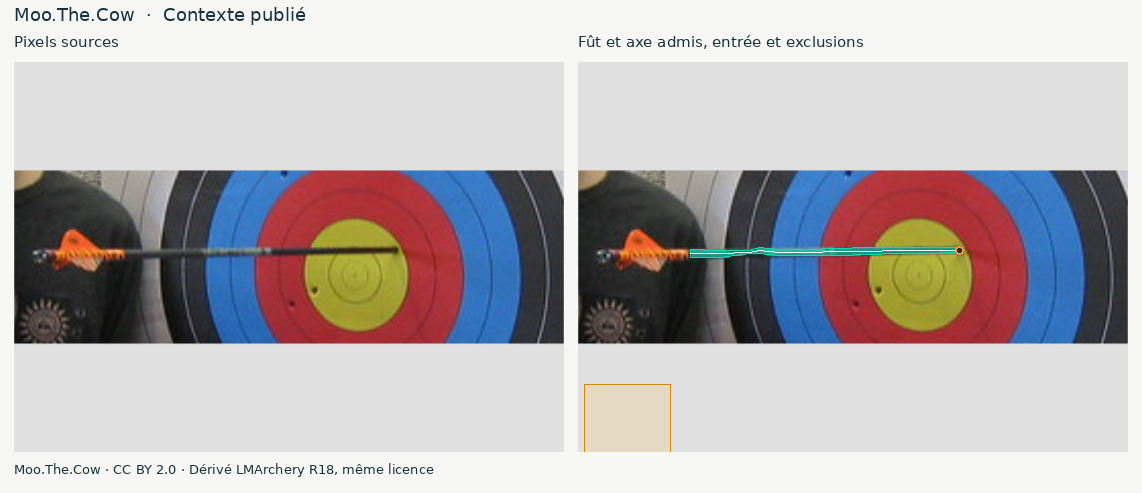 Moo.The.Cow · Contexte publié
Pixels sources
Fût et axe admis, entrée et exclusions
Moo.The.Cow · CC BY 2.0 · Dérivé LMArchery R18, même licence